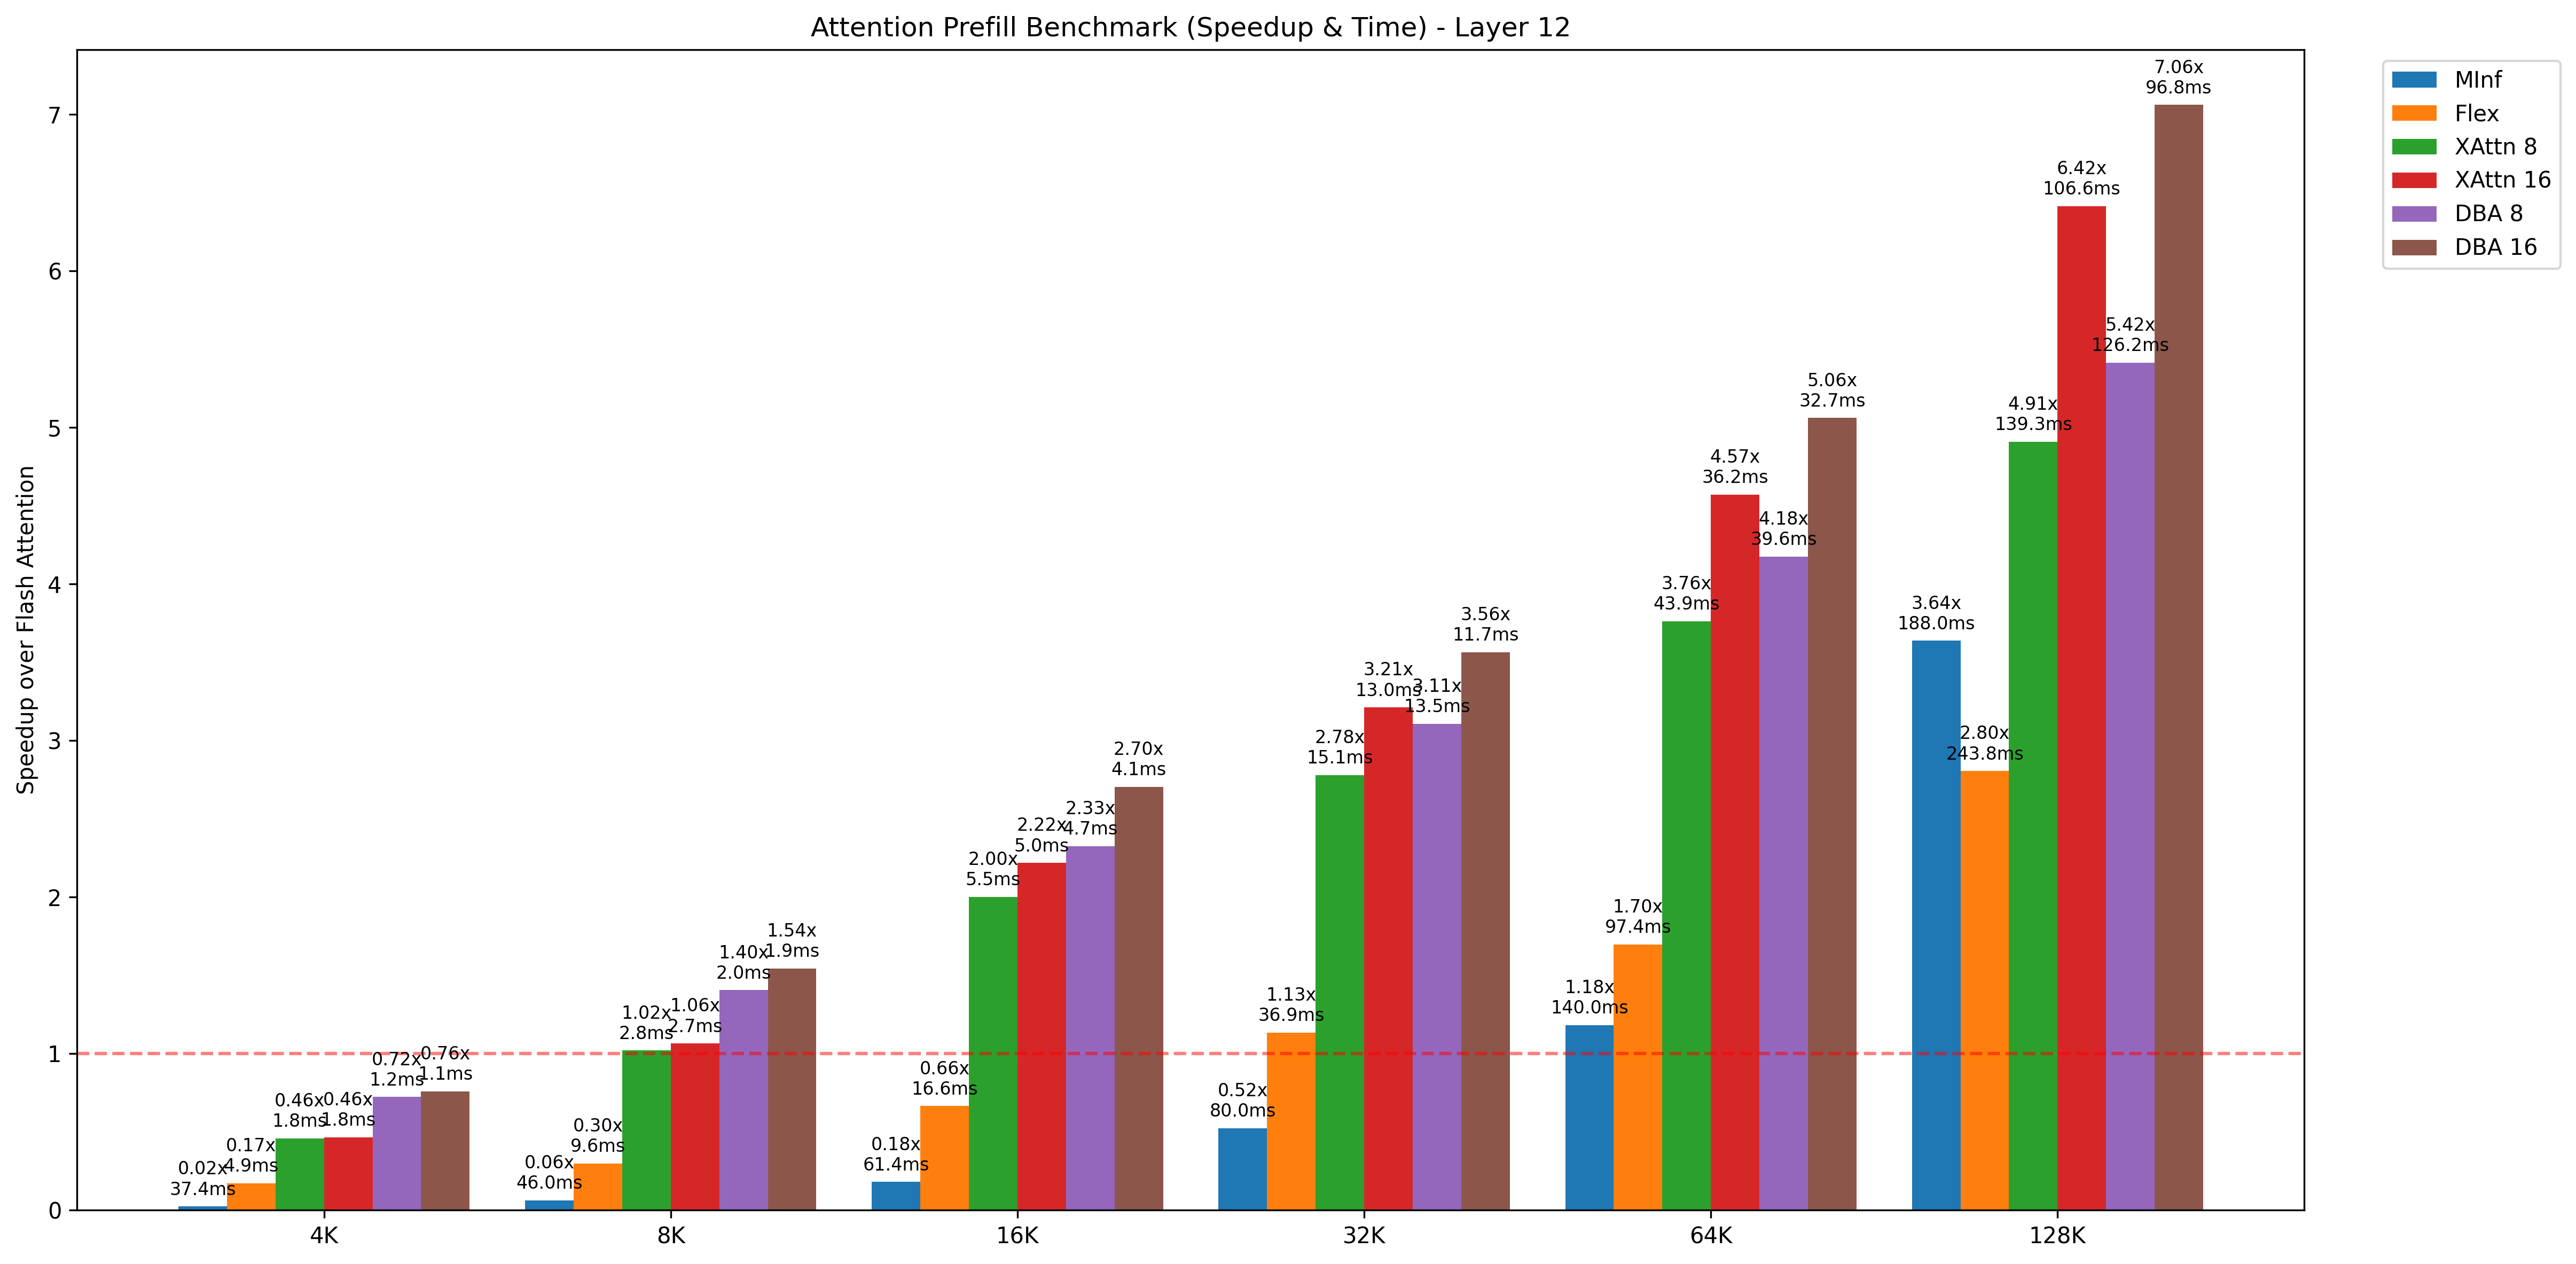 Attention Prefill Benchmark (Speedup & Time) - Layer 12
Speedup over Flash Attention
7
6
5
4
3
2
1
0
0.02x
37.4ms
0.17x
4.9ms
0.46x
1.8ms
0.46x
1.8ms
0.72x
1.2ms
0.76x
1.1ms
0.06x
46.0ms
0.30x
9.6ms
1.02x
2.8ms
1.06x
2.7ms
1.40x
2.0ms
1.54x
1.9ms
0.18x
61.4ms
0.66x
16.6ms
2.00x
5.5ms
2.22x
5.0ms
2.33x
4.7ms
2.70x
4.1ms
0.52x
80.0ms
1.13x
36.9ms
2.78x
15.1ms
3.21x
13.0ms
3.11x
13.5ms
3.56x
11.7ms
1.18x
140.0ms
1.70x
97.4ms
3.76x
43.9ms
4.57x
36.2ms
4.18x
39.6ms
5.06x
32.7ms
3.64x
188.0ms
2.80x
243.8ms
4.91x
139.3ms
6.42x
106.6ms
5.42x
126.2ms
7.06x
96.8ms
4K
8K
16K
32K
64K
128K
MInf
Flex
XAttn 8
XAttn 16
DBA 8
DBA 16